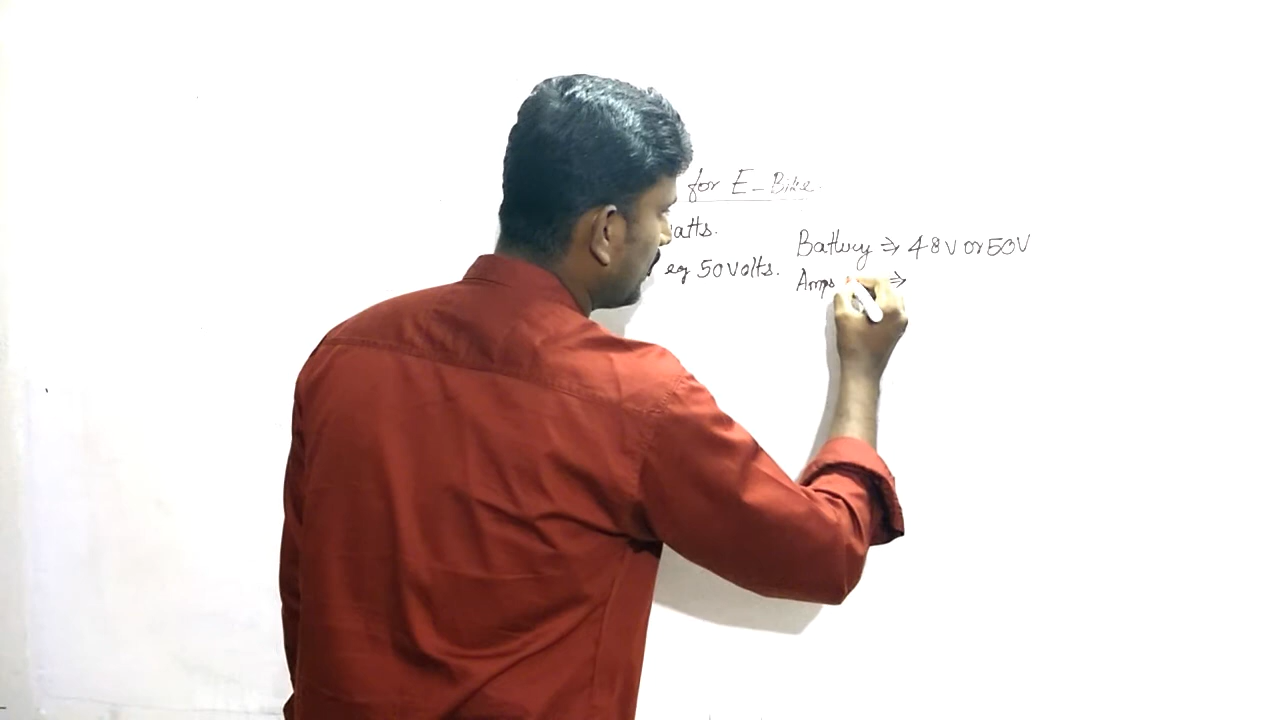 for E-Bike.
atts.
eg 50 volts.
Battery ⇒ 48V or 50V
Amps ⇒